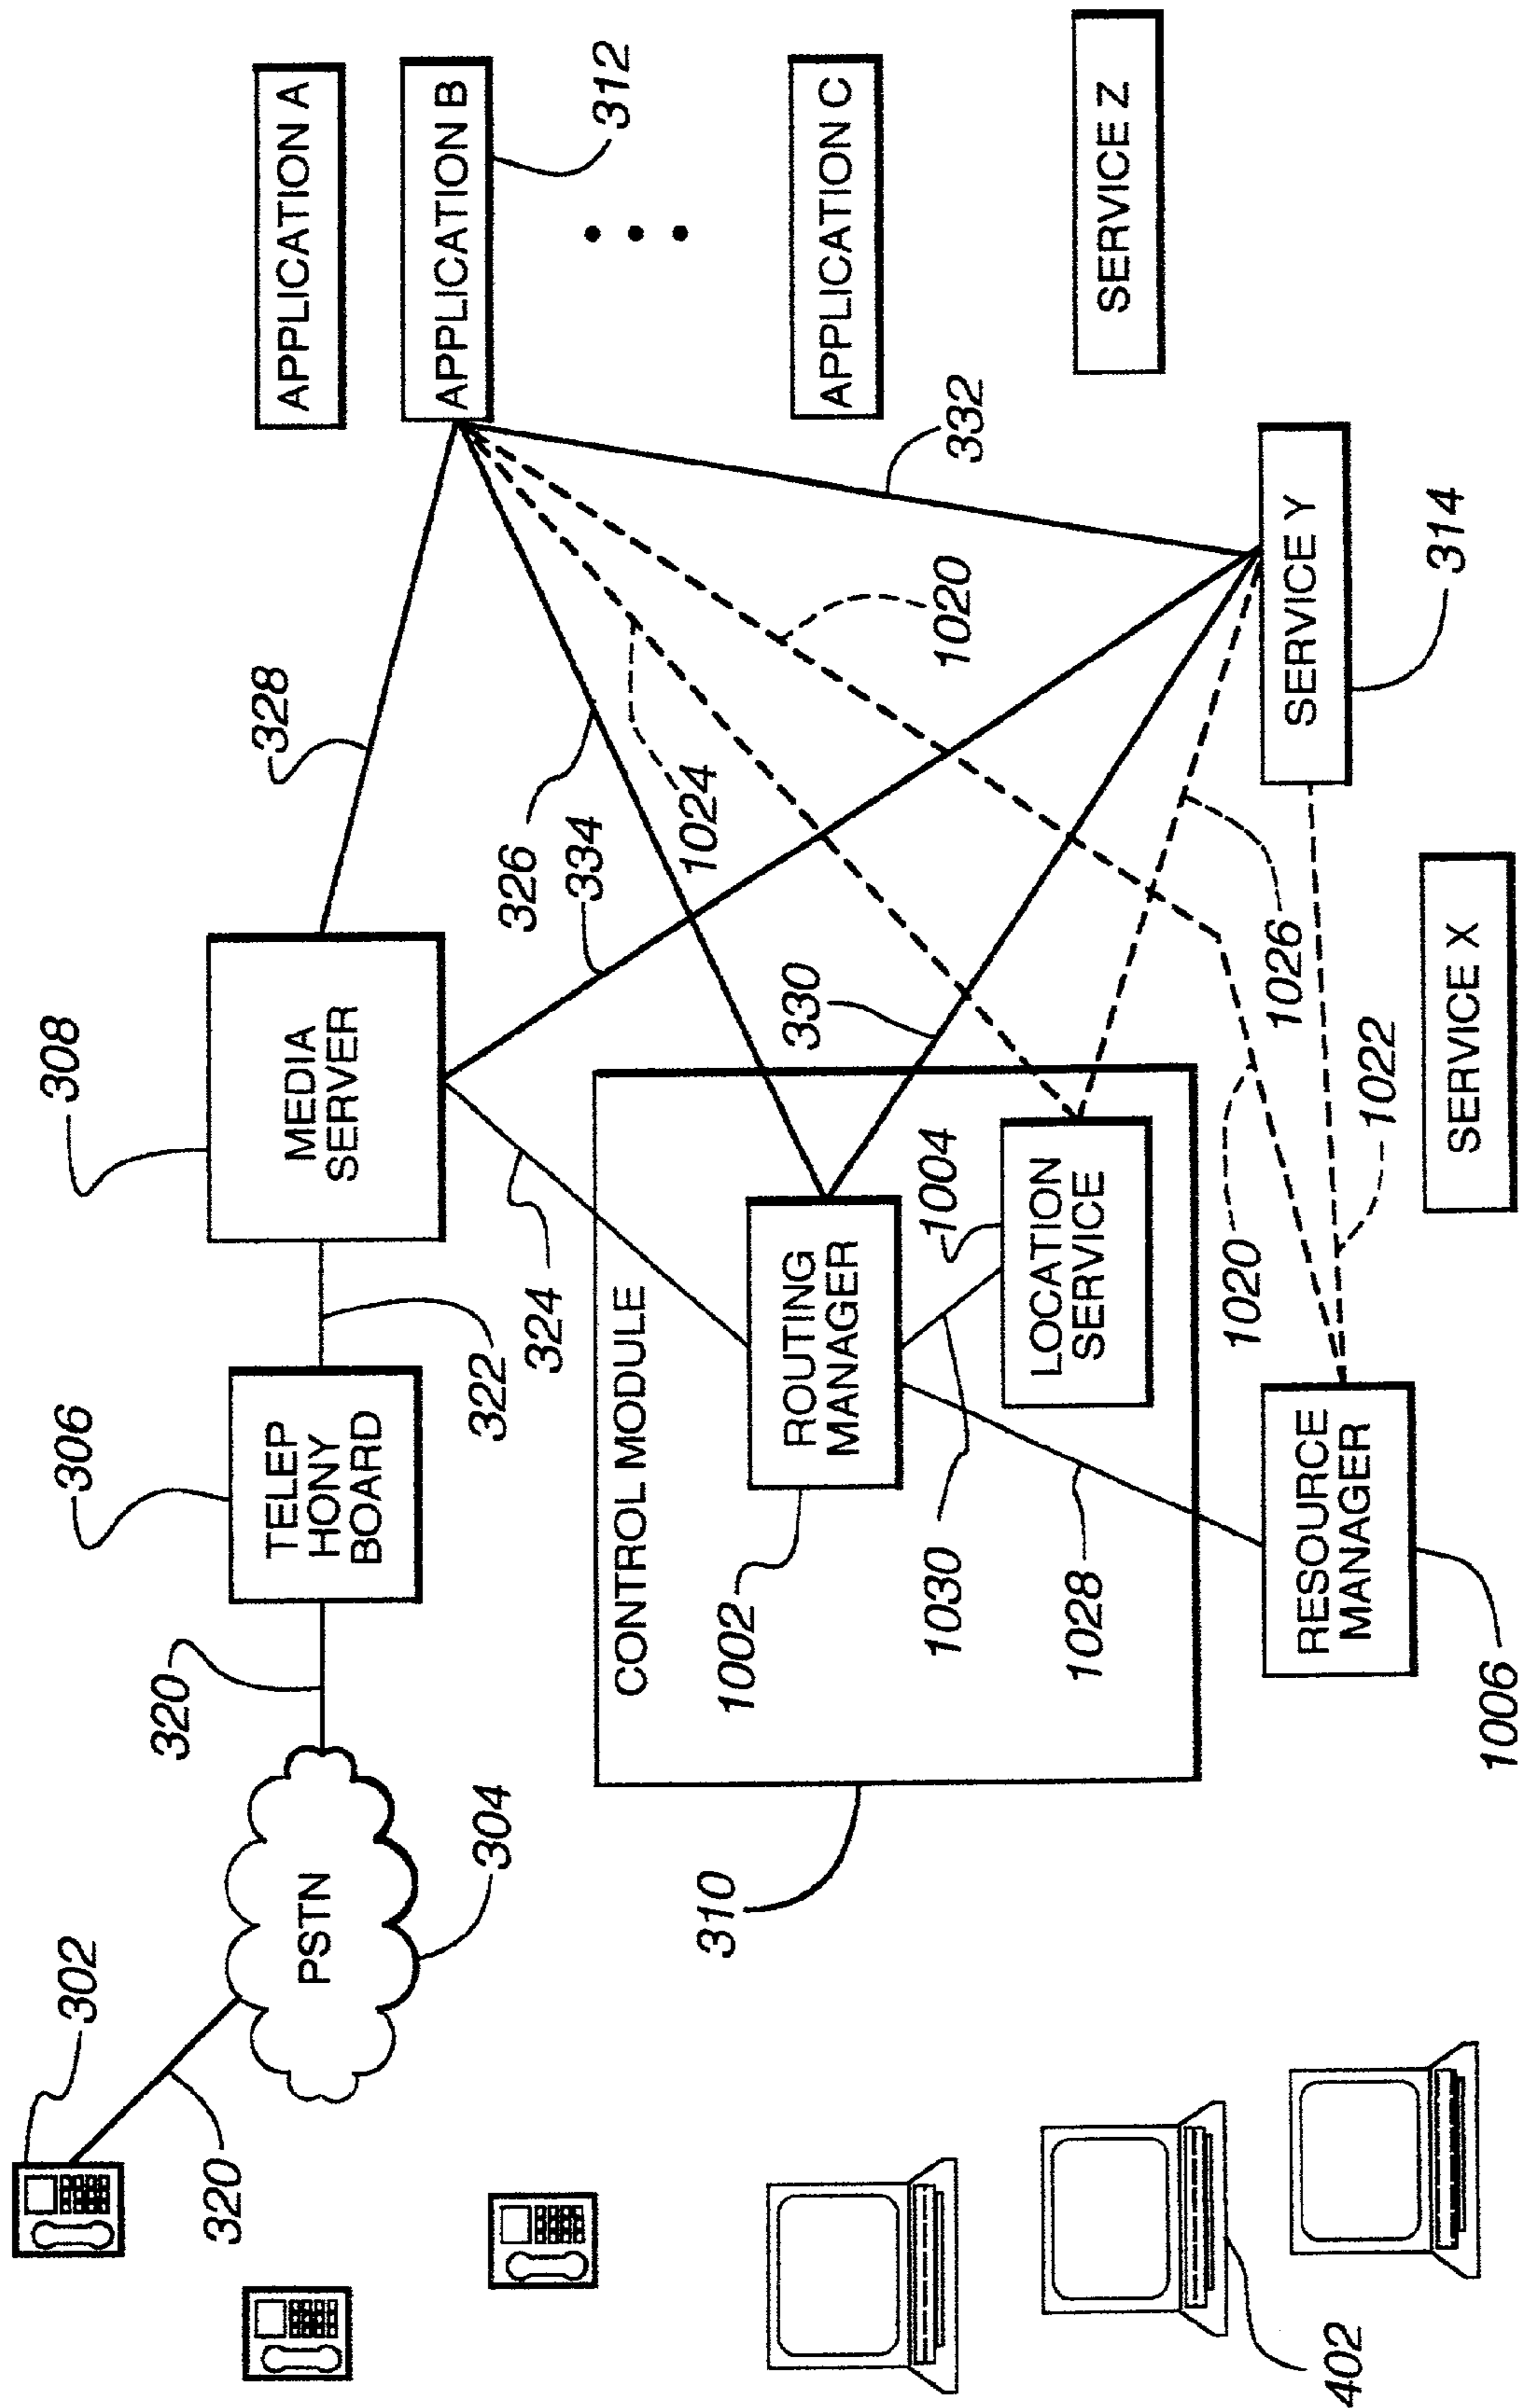 302
320
PSTN
304
320
306
TELEP
HONY
BOARD
322
308
MEDIA
SERVER
328
APPLICATION A
APPLICATION B
312
APPLICATION C
SERVICE Z
324
326
334
1024
1020
332
310
CONTROL MODULE
1002
ROUTING
MANAGER
330
1030
1028
1004
LOCATION
SERVICE
1026
SERVICE Y
314
1020
1022
RESOURCE
MANAGER
1006
SERVICE X
402